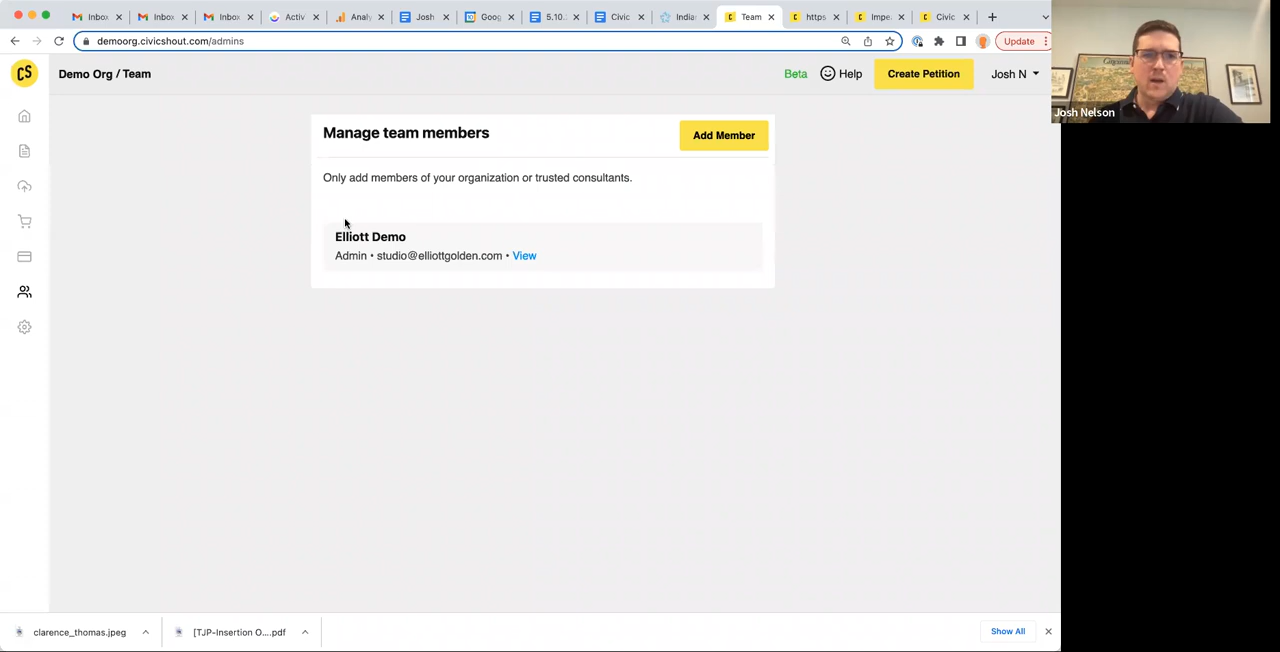 Inbox
Inbox
Inbox
Activ
Analy
Josh
Goog
5.10.
Civic
India
Team
https
Impe
Civic
demoorg.civicshout.com/admins
Update
CS
Demo Org / Team
Beta
Help
Create Petition
Josh N
Josh Nelson
Manage team members
Add Member
Only add members of your organization or trusted consultants.
Elliott Demo
Admin • studio@elliottgolden.com • View
clarence_thomas.jpeg
[TJP-Insertion O....pdf
Show All